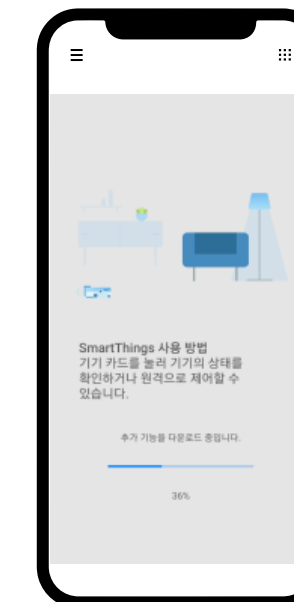 SmartThings 사용 방법
기기 카드를 눌러 기기의 상태를
확인하거나 원격으로 제어할 수
있습니다.
추가 기능을 다운로드 중입니다.
36%